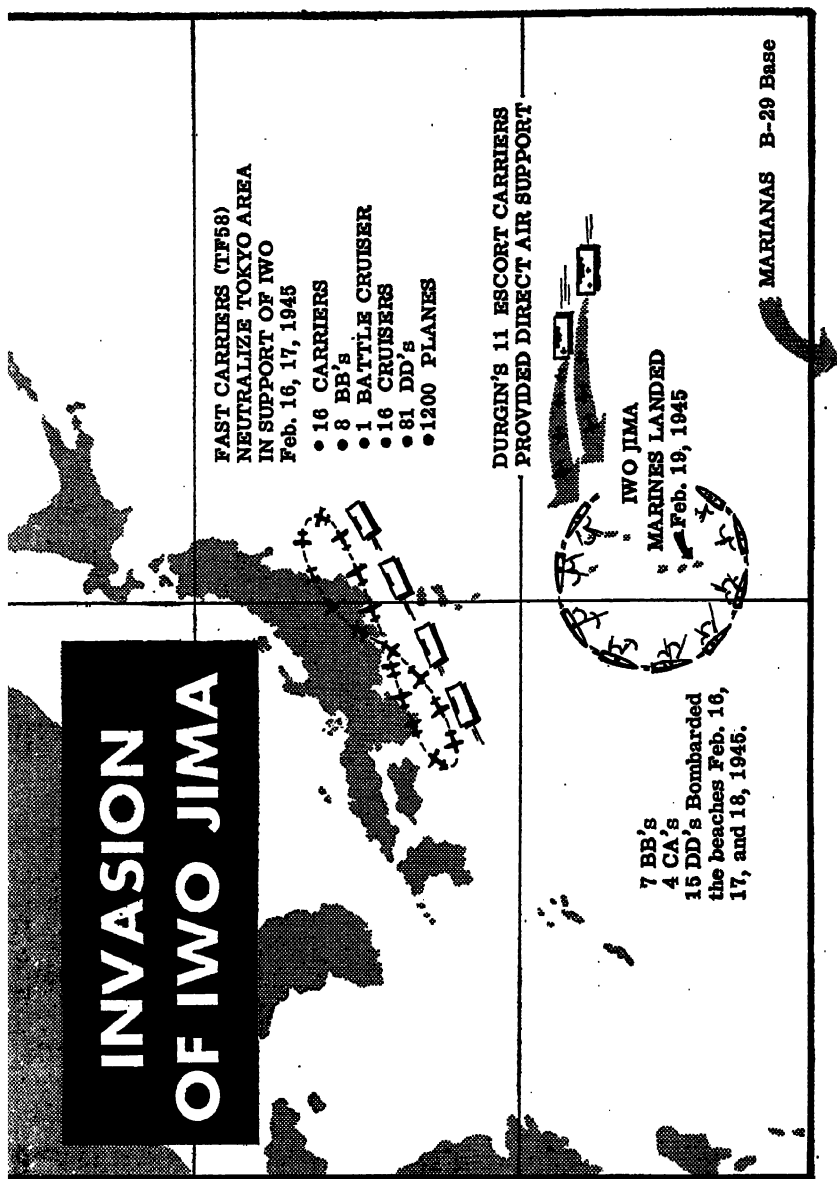 INVASION
OF IWO JIMA
FAST CARRIERS (TF58)
NEUTRALIZE TOKYO AREA
IN SUPPORT OF IWO
Feb. 16, 17, 1945
• 16 CARRIERS
• 8 BB's
• 1 BATTLE CRUISER
• 16 CRUISERS
• 81 DD's
• 1200 PLANES
DURGIN'S 11 ESCORT CARRIERS
PROVIDED DIRECT AIR SUPPORT
IWO JIMA
MARINES LANDED
Feb. 19, 1945
7 BB's
4 CA's
15 DD's Bombarded
the beaches Feb. 16,
17, and 18, 1945.
MARIANAS B-29 Base